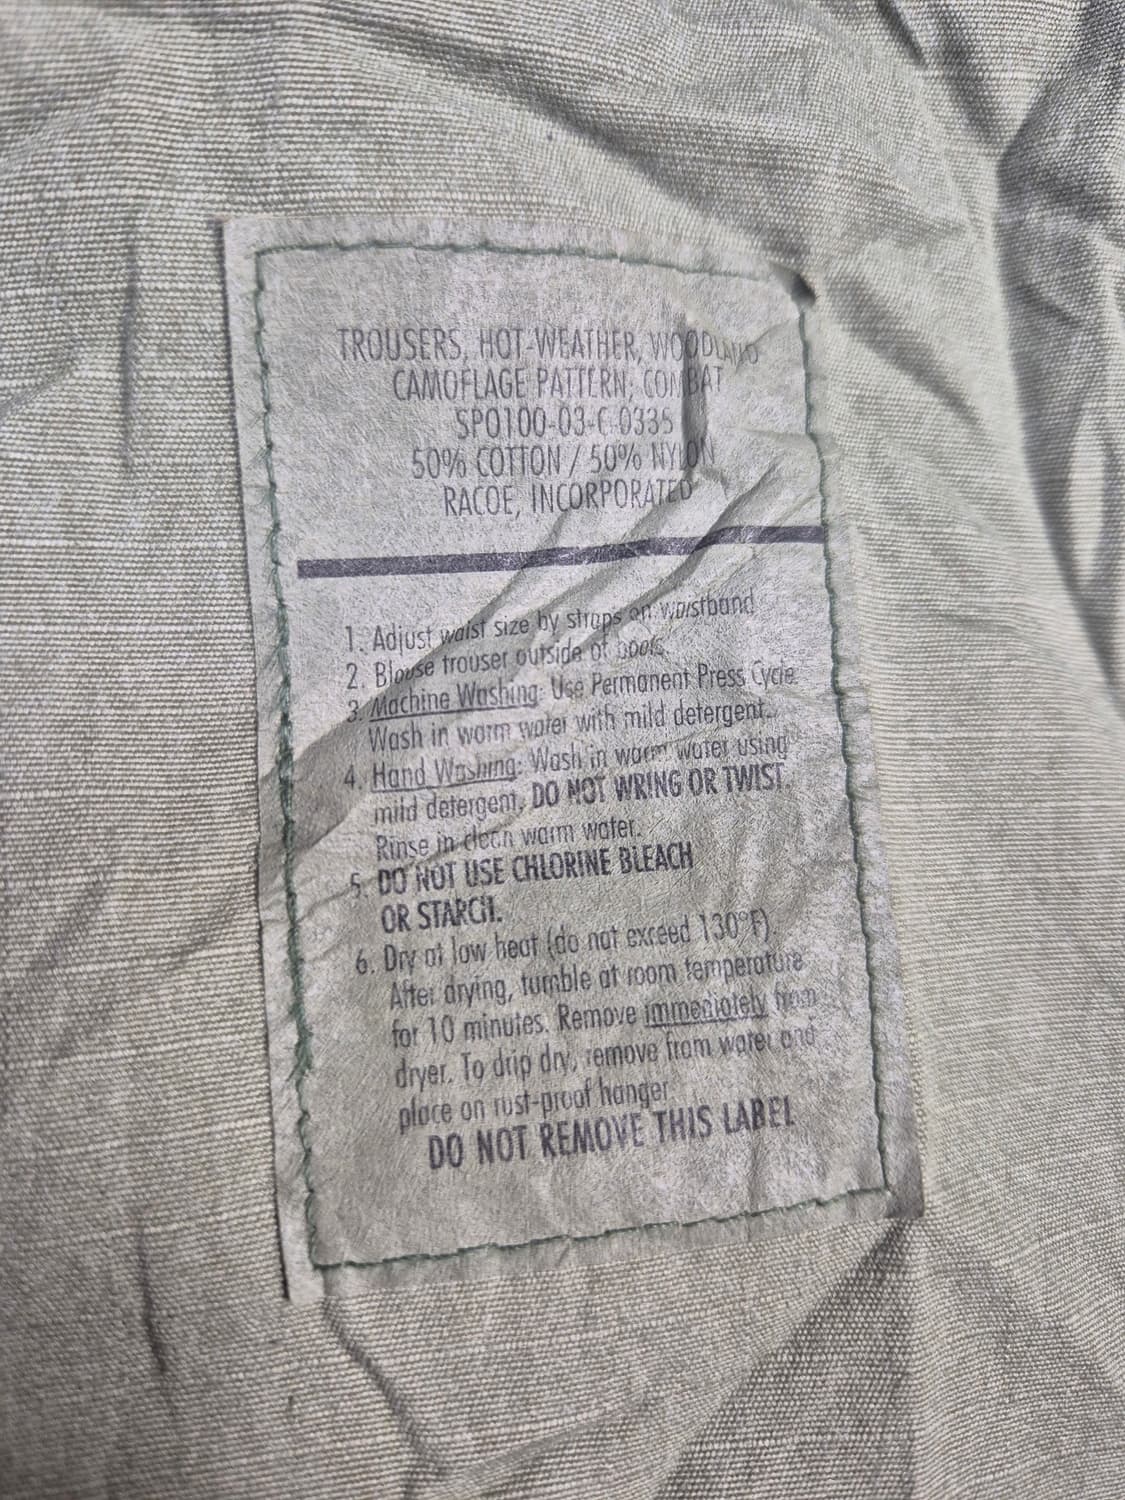 TROUSERS, HOT-WEATHER, WOODLAND
CAMOFLAGE PATTERN, COMBAT
SPO100-03-C-0335
50% COTTON / 50% NYLON
RACOE, INCORPORATED
1. Adjust waist size by straps on waistband
2. Blouse trouser outside of boots.
3. Machine Washing: Use Permanent Press Cycle.
Wash in warm water with mild detergent.
4. Hand Washing: Wash in warm water using
mild detergent, DO NOT WRING OR TWIST.
Rinse in clean warm water.
5. DO NOT USE CHLORINE BLEACH
OR STARCH.
6. Dry at low heat (do not exceed 130°F).
After drying, tumble at room temperature
for 10 minutes. Remove immediately from
dryer. To drip dry, remove from water and
place on rust-proof hanger.
DO NOT REMOVE THIS LABEL